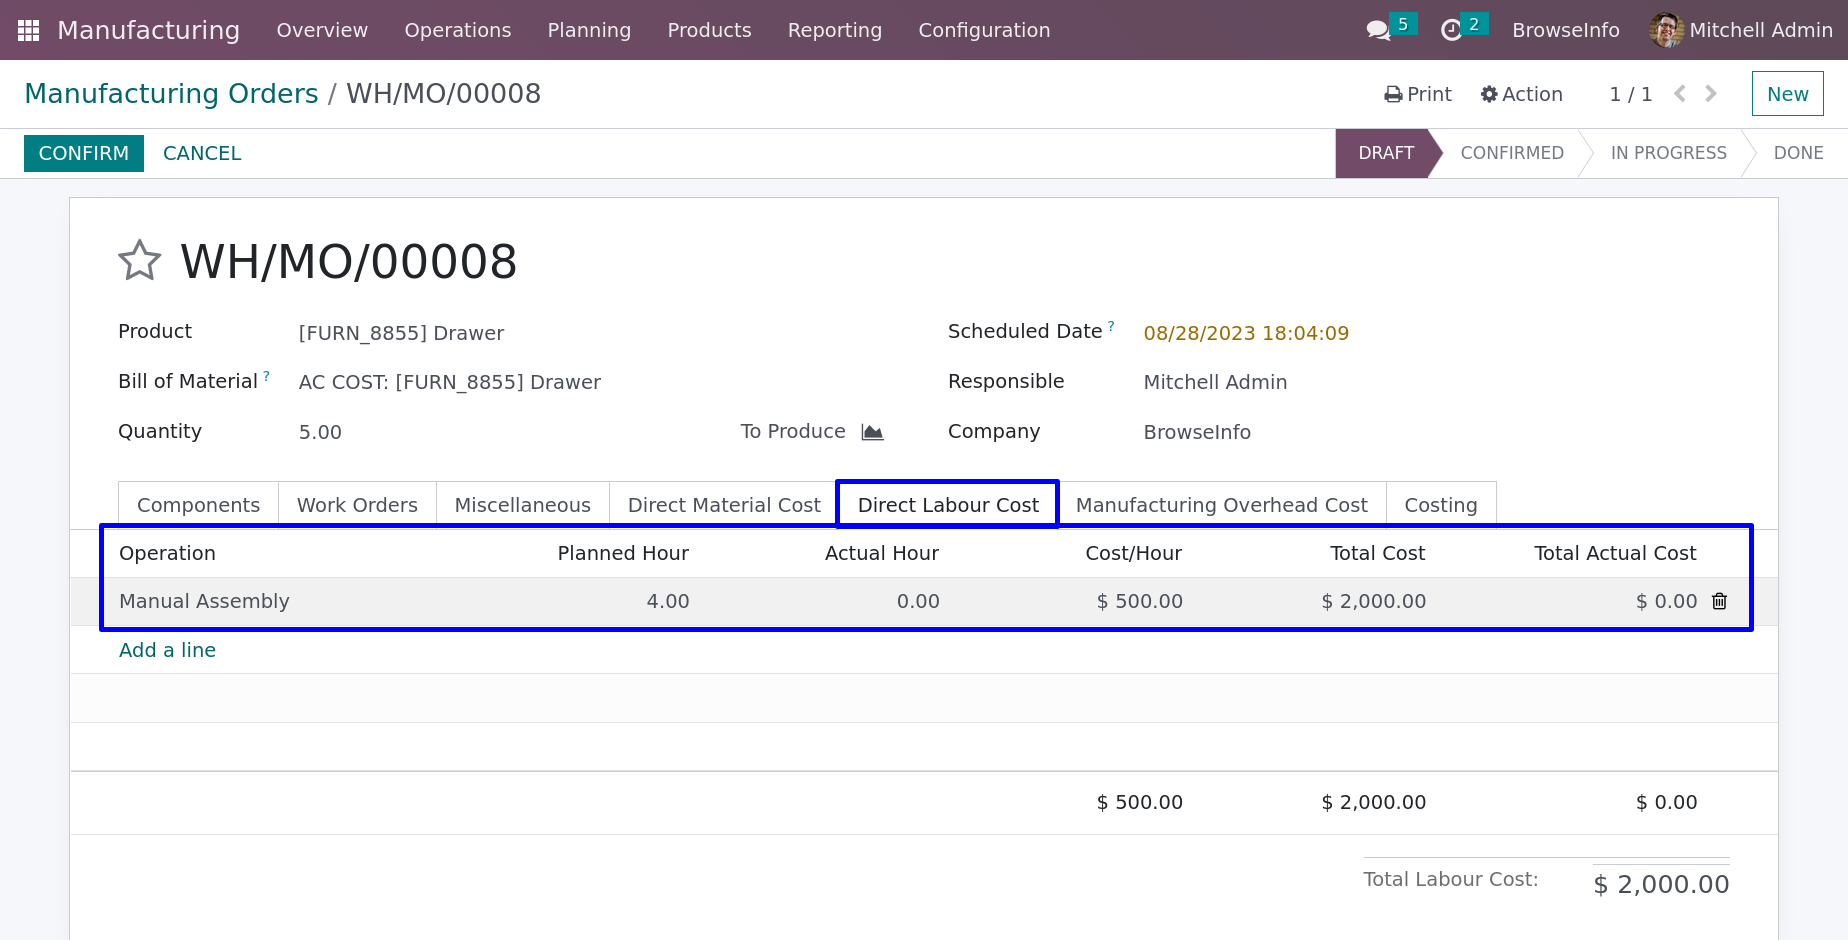 Manufacturing Overview Operations Planning Products Reporting Configuration 5 2 BrowseInfo Mitchell Admin
Manufacturing Orders / WH/MO/00008 Print Action 1 / 1 New
CONFIRM CANCEL DRAFT CONFIRMED IN PROGRESS DONE
WH/MO/00008
Product [FURN_8855] Drawer Scheduled Date ? 08/28/2023 18:04:09
Bill of Material ? AC COST: [FURN_8855] Drawer Responsible Mitchell Admin
Quantity 5.00 To Produce Company BrowseInfo
Components Work Orders Miscellaneous Direct Material Cost Direct Labour Cost Manufacturing Overhead Cost Costing
Operation Planned Hour Actual Hour Cost/Hour Total Cost Total Actual Cost
Manual Assembly 4.00 0.00 $ 500.00 $ 2,000.00 $ 0.00
Add a line
$ 500.00 $ 2,000.00 $ 0.00
Total Labour Cost: $ 2,000.00